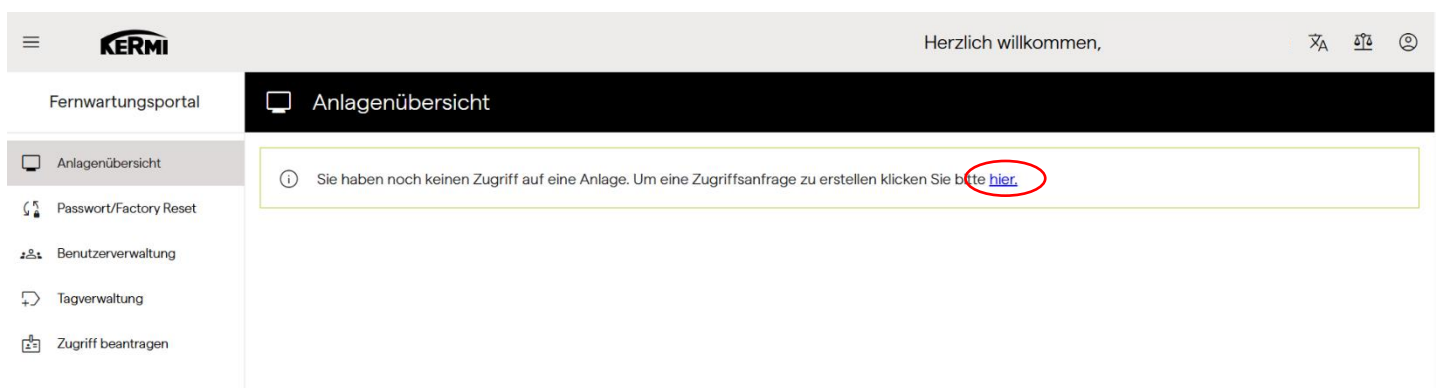 KERMI
Herzlich willkommen,
Fernwartungsportal
Anlagenübersicht
Anlagenübersicht
Sie haben noch keinen Zugriff auf eine Anlage. Um eine Zugriffsanfrage zu erstellen klicken Sie bitte hier.
Passwort/Factory Reset
Benutzerverwaltung
Tagverwaltung
Zugriff beantragen